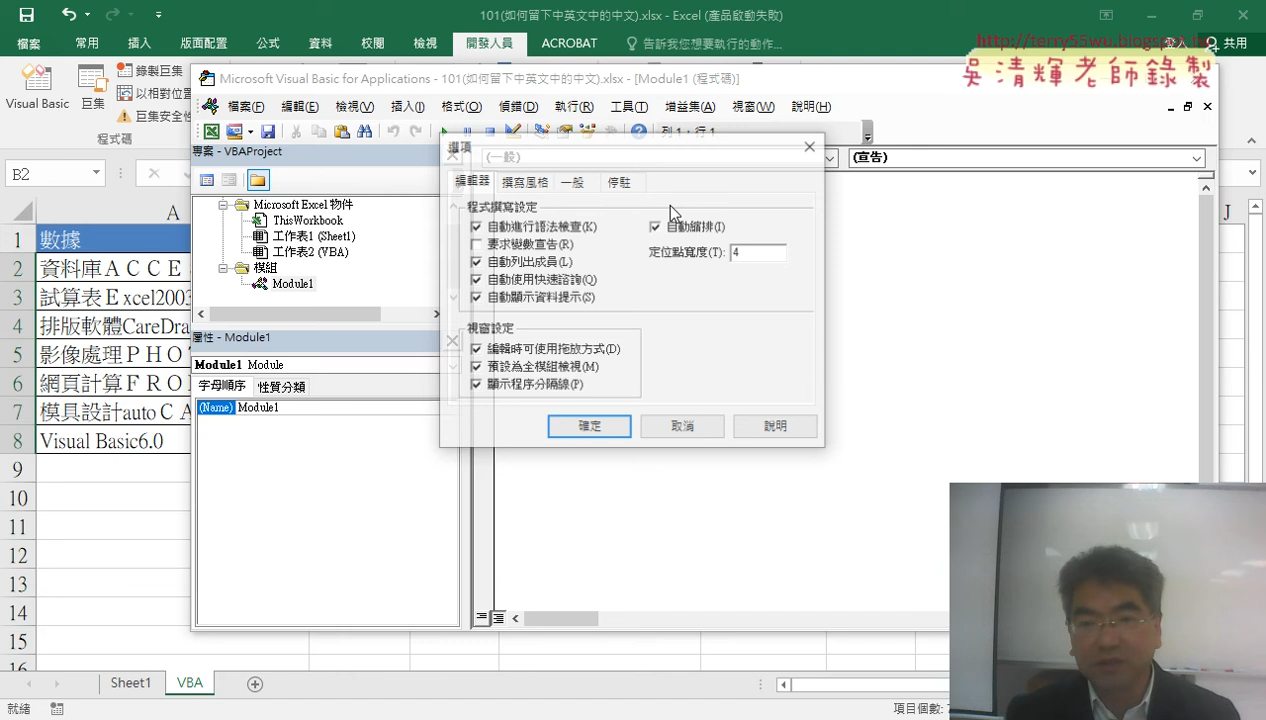 101(如何留下中英文中的中文).xlsx - Excel (產品啟動失敗)
檔案 常用 插入 版面配置 公式 資料 校閱 檢視 開發人員 ACROBAT 告訴我您想要執行的動作... 登入 共用
http://terry55wu.blogspot.tw
吳清輝老師錄製
Visual Basic 巨集 錄製巨集
以相對位置
巨集安全性
程式碼
Microsoft Visual Basic for Applications - 101(如何留下中英文中的中文).xlsx - [Module1 (程式碼)]
檔案(F) 編輯(E) 檢視(V) 插入(I) 格式(O) 偵錯(D) 執行(R) 工具(T) 增益集(A) 視窗(W) 說明(H)
列 1，行 1
專案 - VBAProject
(一般) (宣告)
Microsoft Excel 物件
ThisWorkbook
工作表1 (Sheet1)
工作表2 (VBA)
模組
Module1
屬性 - Module1
Module1 Module
字母順序 性質分類
(Name) Module1
選項
編輯器 撰寫風格 一般 停駐
程式撰寫設定
自動進行語法檢查(K) 自動縮排(I)
要求變數宣告(R) 定位點寬度(T): 4
自動列出成員(L)
自動使用快速諮詢(Q)
自動顯示資料提示(S)
視窗設定
編輯時可使用拖放方式(D)
預設為全模組檢視(M)
顯示程序分隔線(P)
確定 取消 說明
B2
A J
1 數據
2 資料庫ＡＣＣＥ
3 試算表Ｅxcel2003
4 排版軟體CareDra
5 影像處理ＰＨＯＴ
6 網頁計算ＦＲＯ
7 模具設計autoＣＡ
8 Visual Basic6.0
9
10
11
12
13
14
15
16
Sheet1 VBA
就緒 項目個數: 7